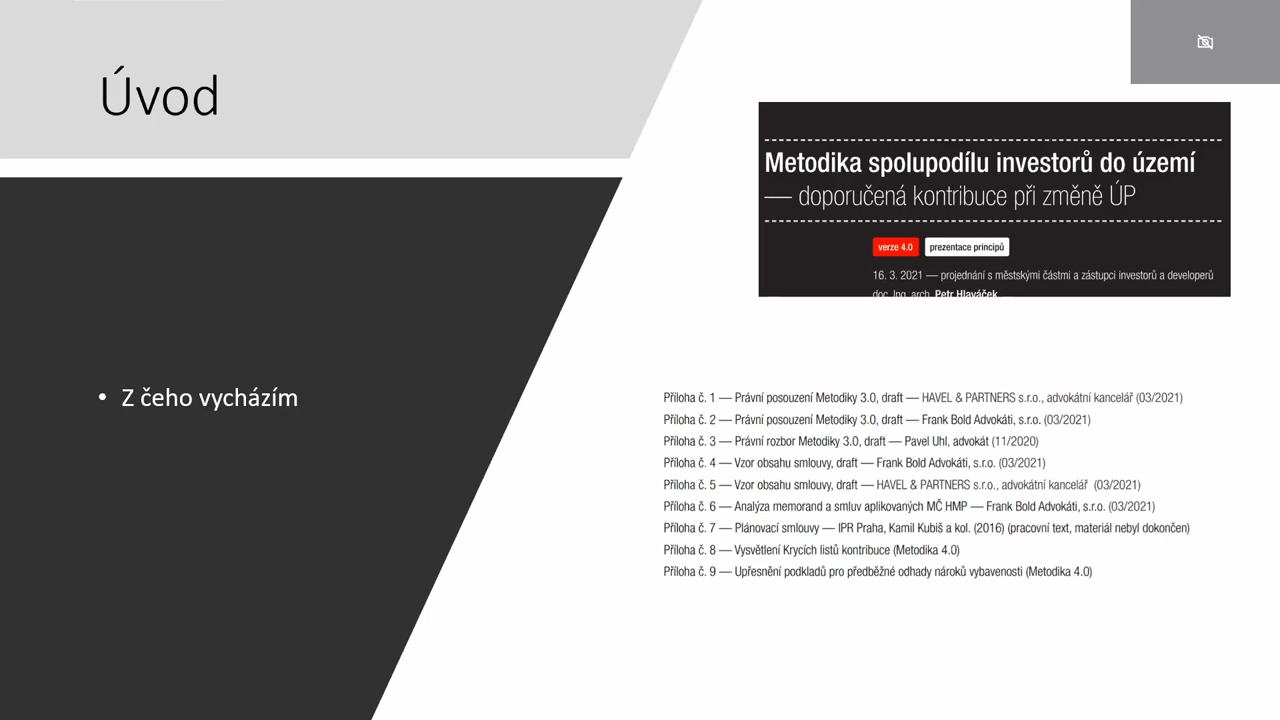 Úvod
Metodika spolupodílu investorů do území
— doporučená kontribuce při změně ÚP
verze 4.0 prezentace principů
16. 3. 2021 — projednání s městskými částmi a zástupci investorů a developerů
doc. Ing. arch. Petr Hlaváček
• Z čeho vycházím
Příloha č. 1 — Právní posouzení Metodiky 3.0, draft — HAVEL & PARTNERS s.r.o., advokátní kancelář (03/2021)
Příloha č. 2 — Právní posouzení Metodiky 3.0, draft — Frank Bold Advokáti, s.r.o. (03/2021)
Příloha č. 3 — Právní rozbor Metodiky 3.0, draft — Pavel Uhl, advokát (11/2020)
Příloha č. 4 — Vzor obsahu smlouvy, draft — Frank Bold Advokáti, s.r.o. (03/2021)
Příloha č. 5 — Vzor obsahu smlouvy, draft — HAVEL & PARTNERS s.r.o., advokátní kancelář (03/2021)
Příloha č. 6 — Analýza memorand a smluv aplikovaných MČ HMP — Frank Bold Advokáti, s.r.o. (03/2021)
Příloha č. 7 — Plánovací smlouvy — IPR Praha, Kamil Kubiš a kol. (2016) (pracovní text, materiál nebyl dokončen)
Příloha č. 8 — Vysvětlení Krycích listů kontribuce (Metodika 4.0)
Příloha č. 9 — Upřesnění podkladů pro předběžné odhady nároků vybavenosti (Metodika 4.0)